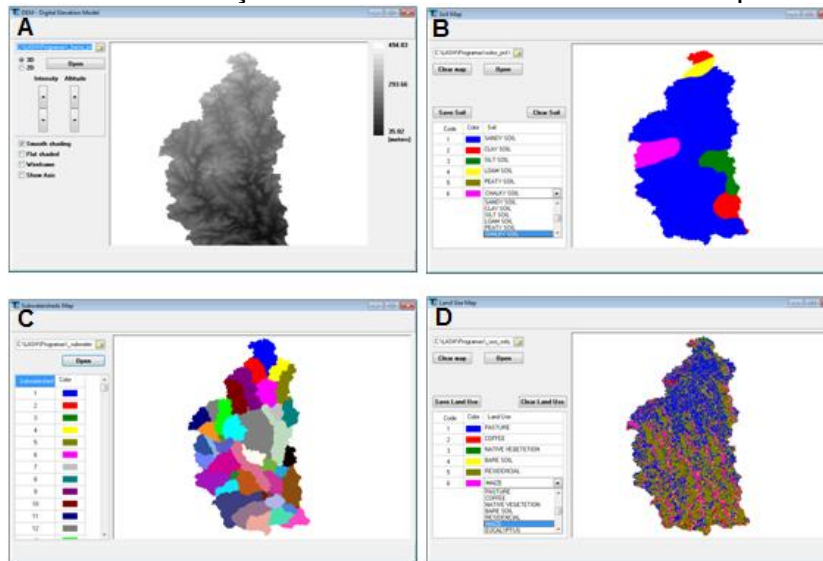 A
DEM - Digital Elevation Model
3D
2D
Open
Intensity Altitude
Smooth shading
Flat shaded
Wireframe
Show Axis
494.03
293.66
35.92
(meters)
B
Soil Map
Clear map
Open
Save Soil
Clear Soil
Code Color Soil
1 SANDY SOIL
2 CLAY SOIL
3 SILT SOIL
4 LOAM SOIL
5 PEATY SOIL
6 CHALKY SOIL
SANDY SOIL
CLAY SOIL
SILT SOIL
LOAM SOIL
PEATY SOIL
CHALKY SOIL
C
Subwatersheds Map
Open
Subwatershed Color
1
2
3
4
5
6
7
8
9
10
11
12
D
Land Use Map
Clear map
Open
Save Land Use
Clear Land Use
Code Color Land Use
1 PASTURE
2 COFFEE
3 NATIVE VEGETETION
4 BARE SOIL
5 RESIDENCIAL
6 MAIZE
PASTURE
COFFEE
NATIVE VEGETETION
BARE SOIL
RESIDENCIAL
MAIZE
EUCALYPTUS